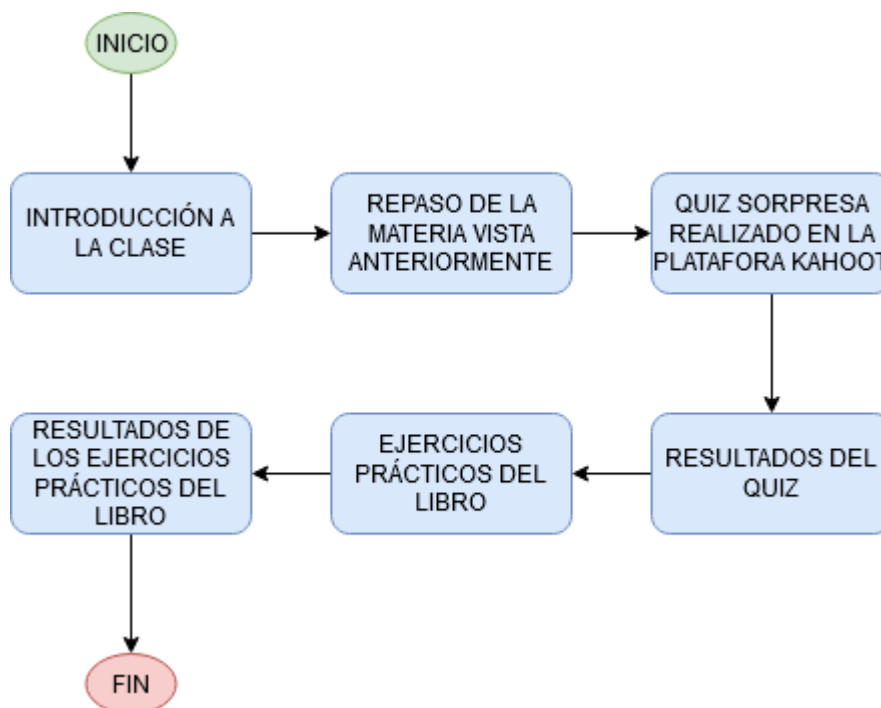 INICIO
INTRODUCCIÓN A
LA CLASE
REPASO DE LA
MATERIA VISTA
ANTERIORMENTE
QUIZ SORPRESA
REALIZADO EN LA
PLATAFORA KAHOOT
RESULTADOS DEL
QUIZ
EJERCICIOS
PRÁCTICOS DEL
LIBRO
RESULTADOS DE
LOS EJERCICIOS
PRÁCTICOS DEL
LIBRO
FIN